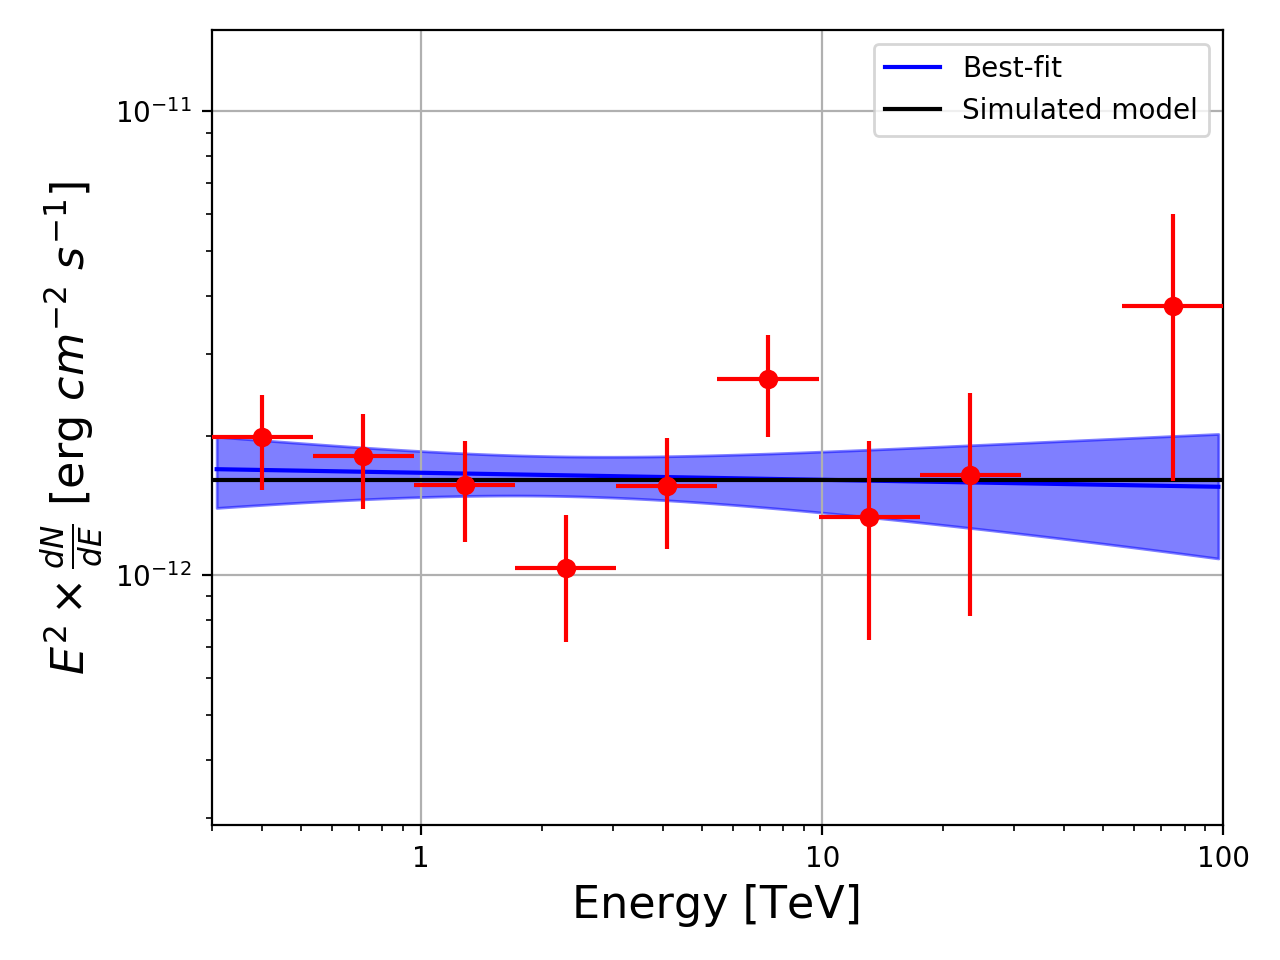 Best-fit
Simulated model
10⁻¹¹
10⁻¹²
E² × dN/dE [erg cm⁻² s⁻¹]
1 10 100
Energy [TeV]